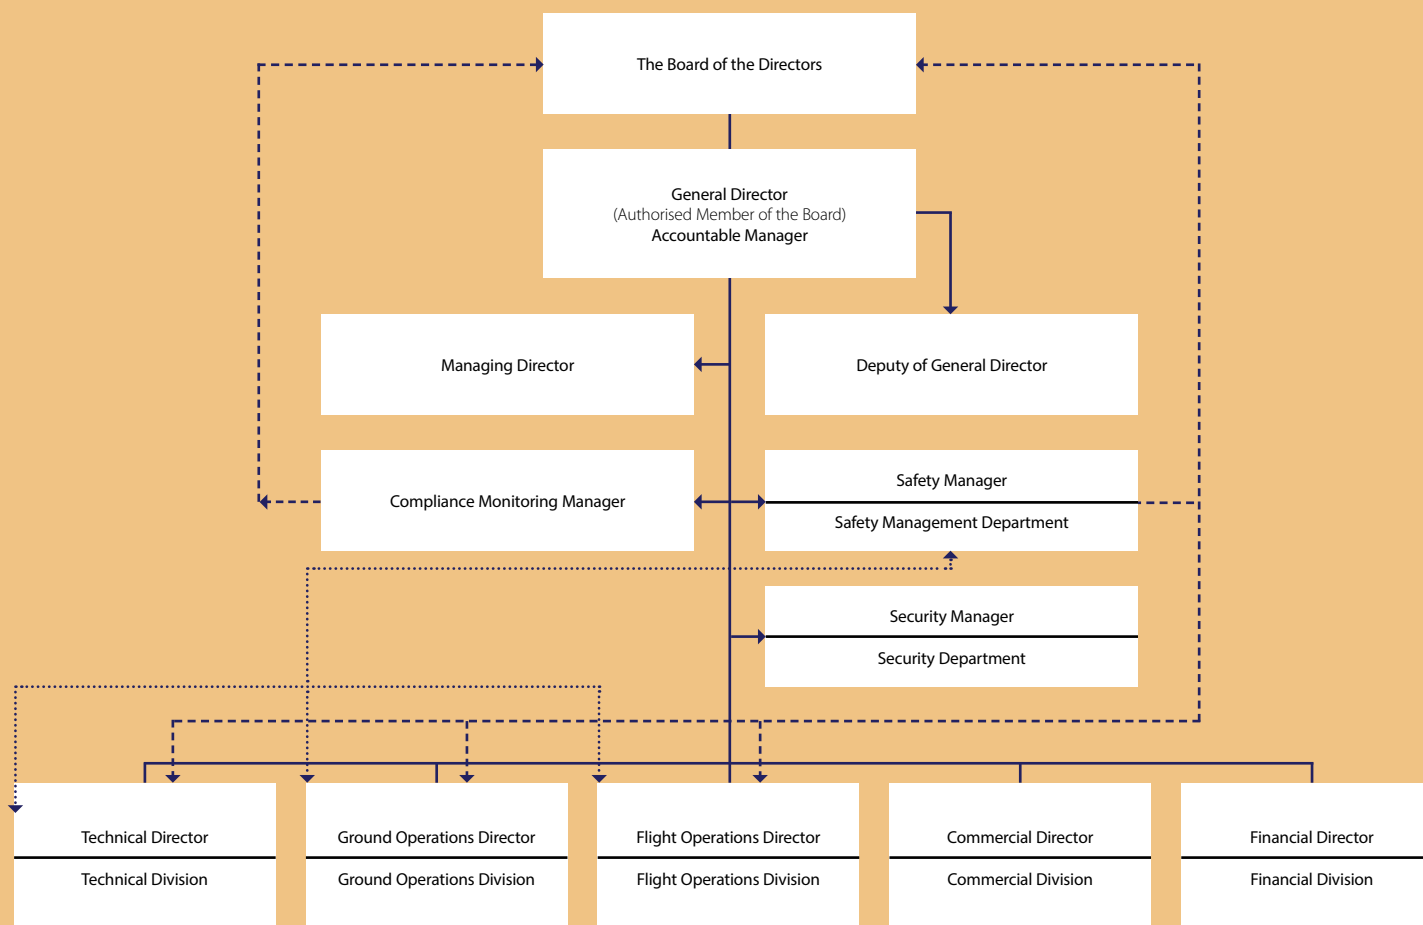 The Board of the Directors
General Director
(Authorised Member of the Board)
Accountable Manager
Managing Director
Deputy of General Director
Compliance Monitoring Manager
Safety Manager
Safety Management Department
Security Manager
Security Department
Technical Director
Technical Division
Ground Operations Director
Ground Operations Division
Flight Operations Director
Flight Operations Division
Commercial Director
Commercial Division
Financial Director
Financial Division